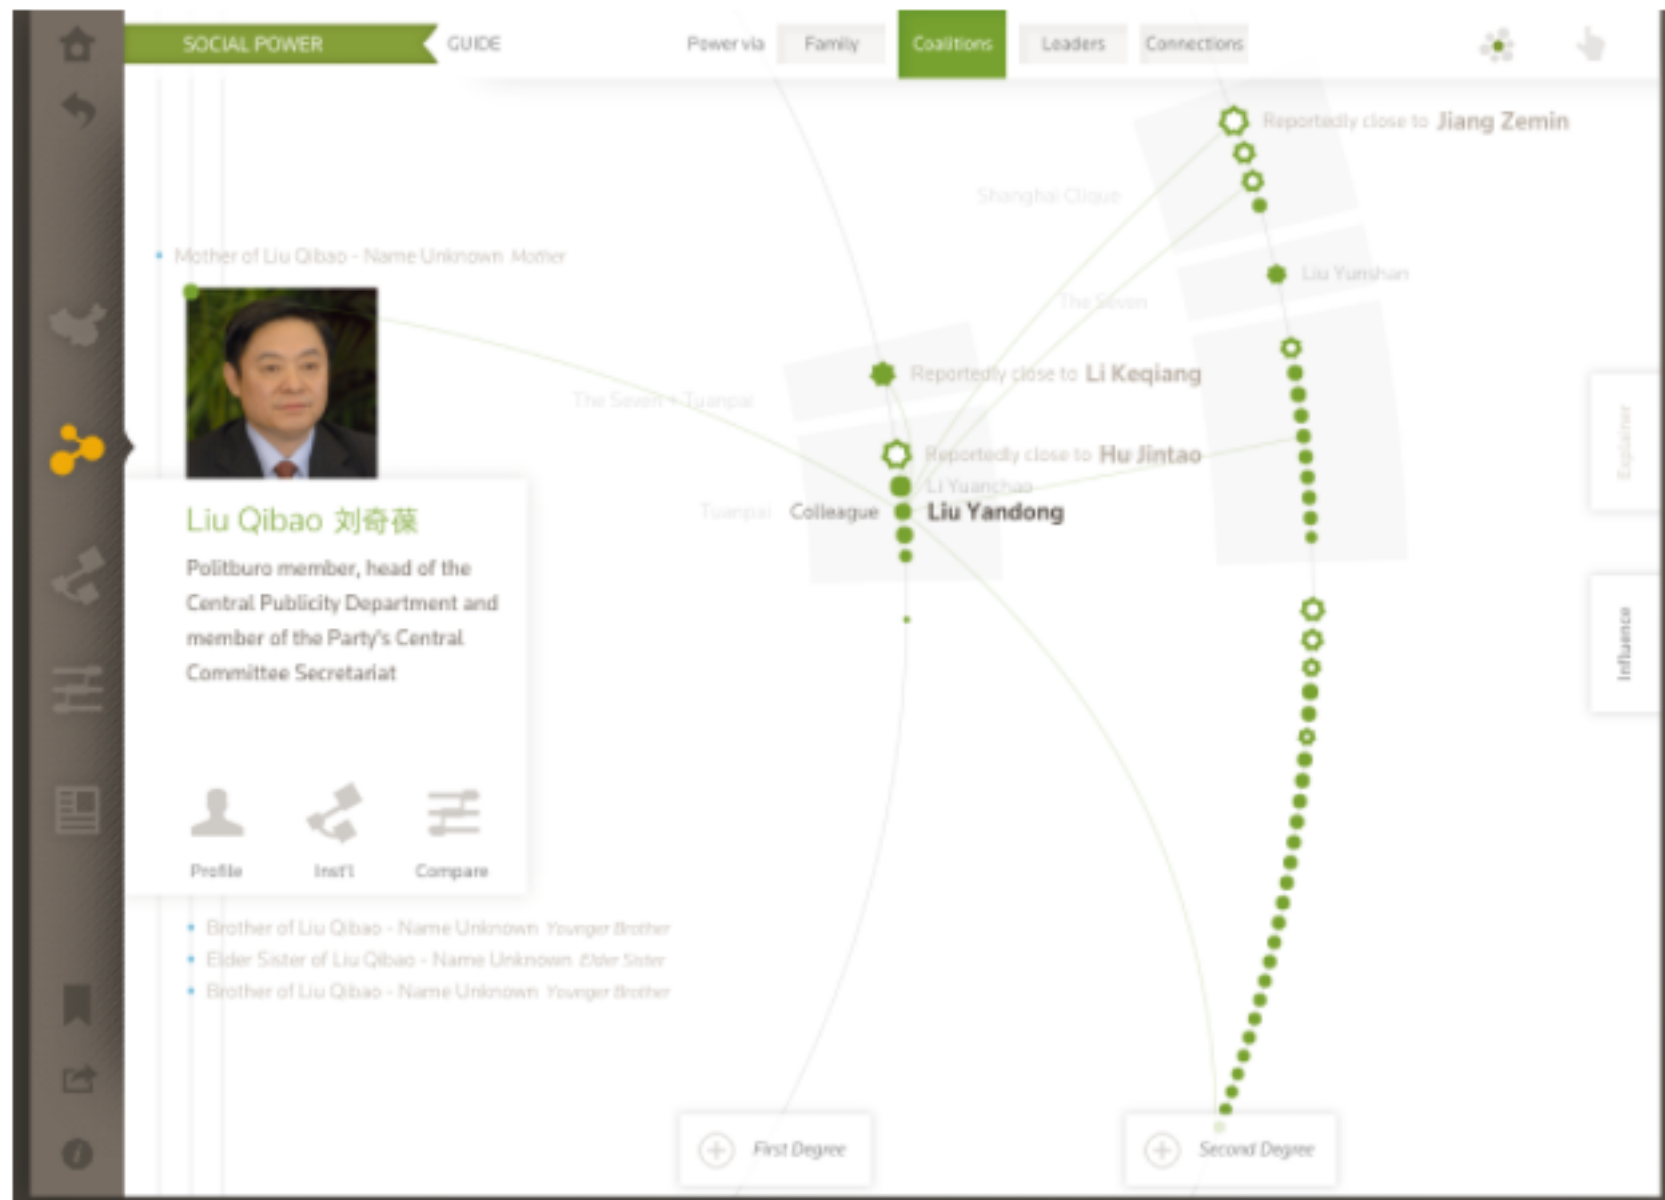 SOCIAL POWER
GUIDE
Power via
Family
Coalitions
Leaders
Connections
Reportedly close to Jiang Zemin
Shanghai Clique
Mother of Liu Qibao - Name Unknown Mother
Liu Yunshan
The Seven
Reportedly close to Li Keqiang
The Seven + Tuanpai
Reportedly close to Hu Jintao
Li Yuanchao
Tuanpai
Colleague
Liu Yandong
Explainer
Influence
Liu Qibao 刘奇葆
Politburo member, head of the
Central Publicity Department and
member of the Party's Central
Committee Secretariat
Profile
Inst'l
Compare
Brother of Liu Qibao - Name Unknown Younger Brother
Elder Sister of Liu Qibao - Name Unknown Elder Sister
Brother of Liu Qibao - Name Unknown Younger Brother
First Degree
Second Degree